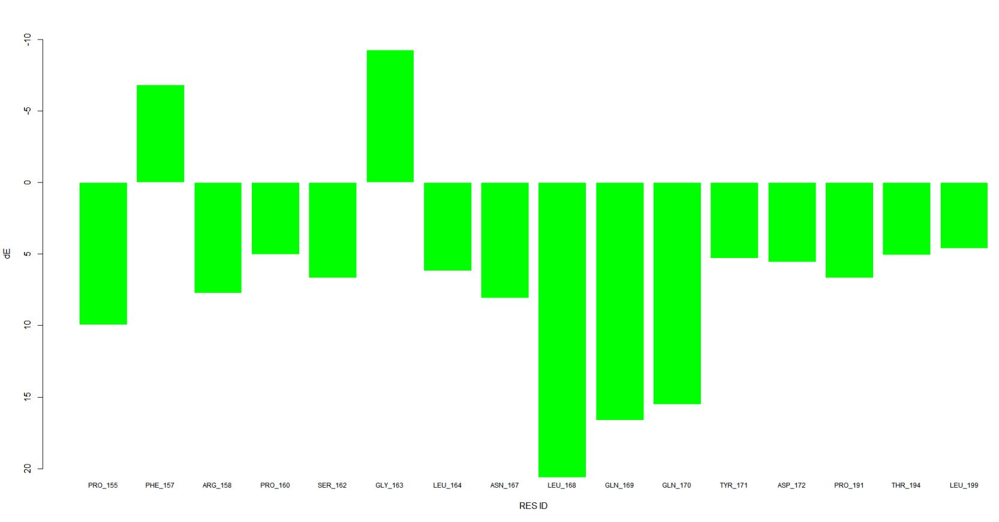 -10
-5
0
5
10
15
20
dE
PRO_155 PHE_157 ARG_158 PRO_160 SER_162 GLY_163 LEU_164 ASN_167 LEU_168 GLN_169 GLN_170 TYR_171 ASP_172 PRO_191 THR_194 LEU_199
RES ID